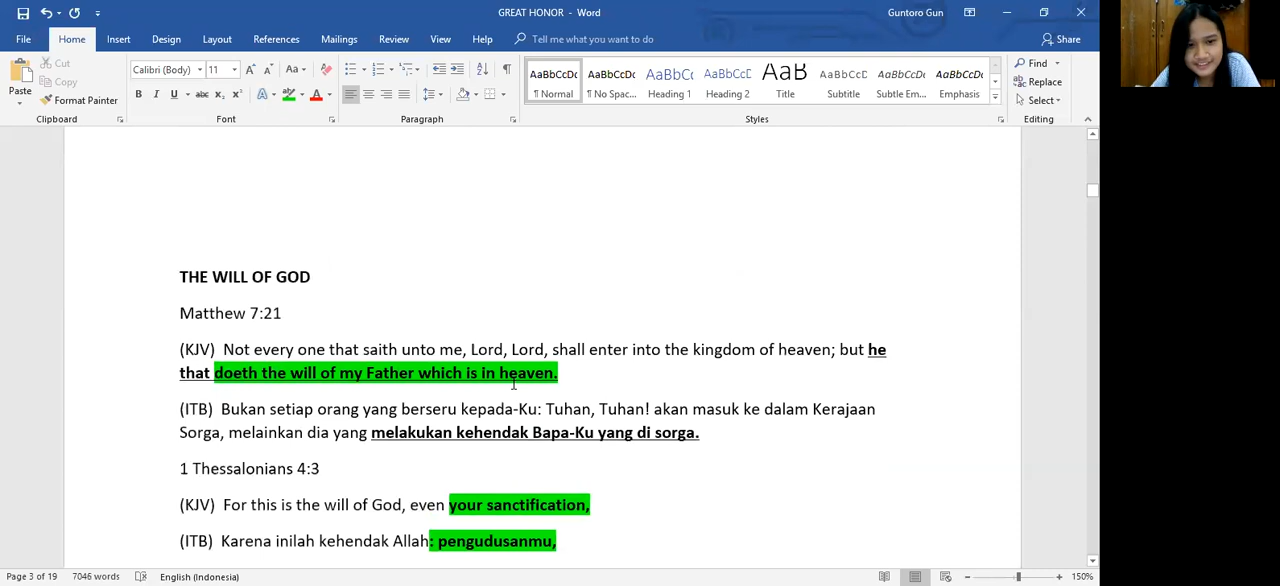 GREAT HONOR - Word
Guntoro Gun
File Home Insert Design Layout References Mailings Review View Help Tell me what you want to do Share
Paste
Cut
Copy
Format Painter
Calibri (Body) 11
Aa
B I U abc x₂ x²
A A
AaBbCcDc AaBbCcDc AaBbCc AaBbCcD AaB AaBbCcD AaBbCcDc AaBbCcDc
¶ Normal ¶ No Spac... Heading 1 Heading 2 Title Subtitle Subtle Em... Emphasis
Find
Replace
Select
Clipboard Font Paragraph Styles Editing
THE WILL OF GOD
Matthew 7:21
(KJV) Not every one that saith unto me, Lord, Lord, shall enter into the kingdom of heaven; but he
that doeth the will of my Father which is in heaven.
(ITB) Bukan setiap orang yang berseru kepada-Ku: Tuhan, Tuhan! akan masuk ke dalam Kerajaan
Sorga, melainkan dia yang melakukan kehendak Bapa-Ku yang di sorga.
1 Thessalonians 4:3
(KJV) For this is the will of God, even your sanctification,
(ITB) Karena inilah kehendak Allah: pengudusanmu,
Page 3 of 19 7046 words English (Indonesia) 150%